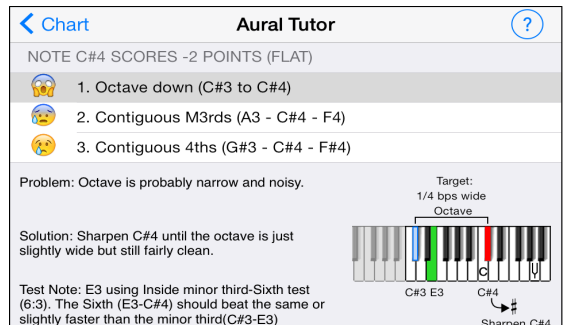 Chart
Aural Tutor
?
NOTE C#4 SCORES -2 POINTS (FLAT)
1. Octave down (C#3 to C#4)
2. Contiguous M3rds (A3 - C#4 - F4)
3. Contiguous 4ths (G#3 - C#4 - F#4)
Problem: Octave is probably narrow and noisy.
Solution: Sharpen C#4 until the octave is just
slightly wide but still fairly clean.
Test Note: E3 using Inside minor third-Sixth test
(6:3). The Sixth (E3-C#4) should beat the same or
slightly faster than the minor third(C#3-E3)
Target:
1/4 bps wide
Octave
C
C#3 E3 C#4
#
Sharpen C#4